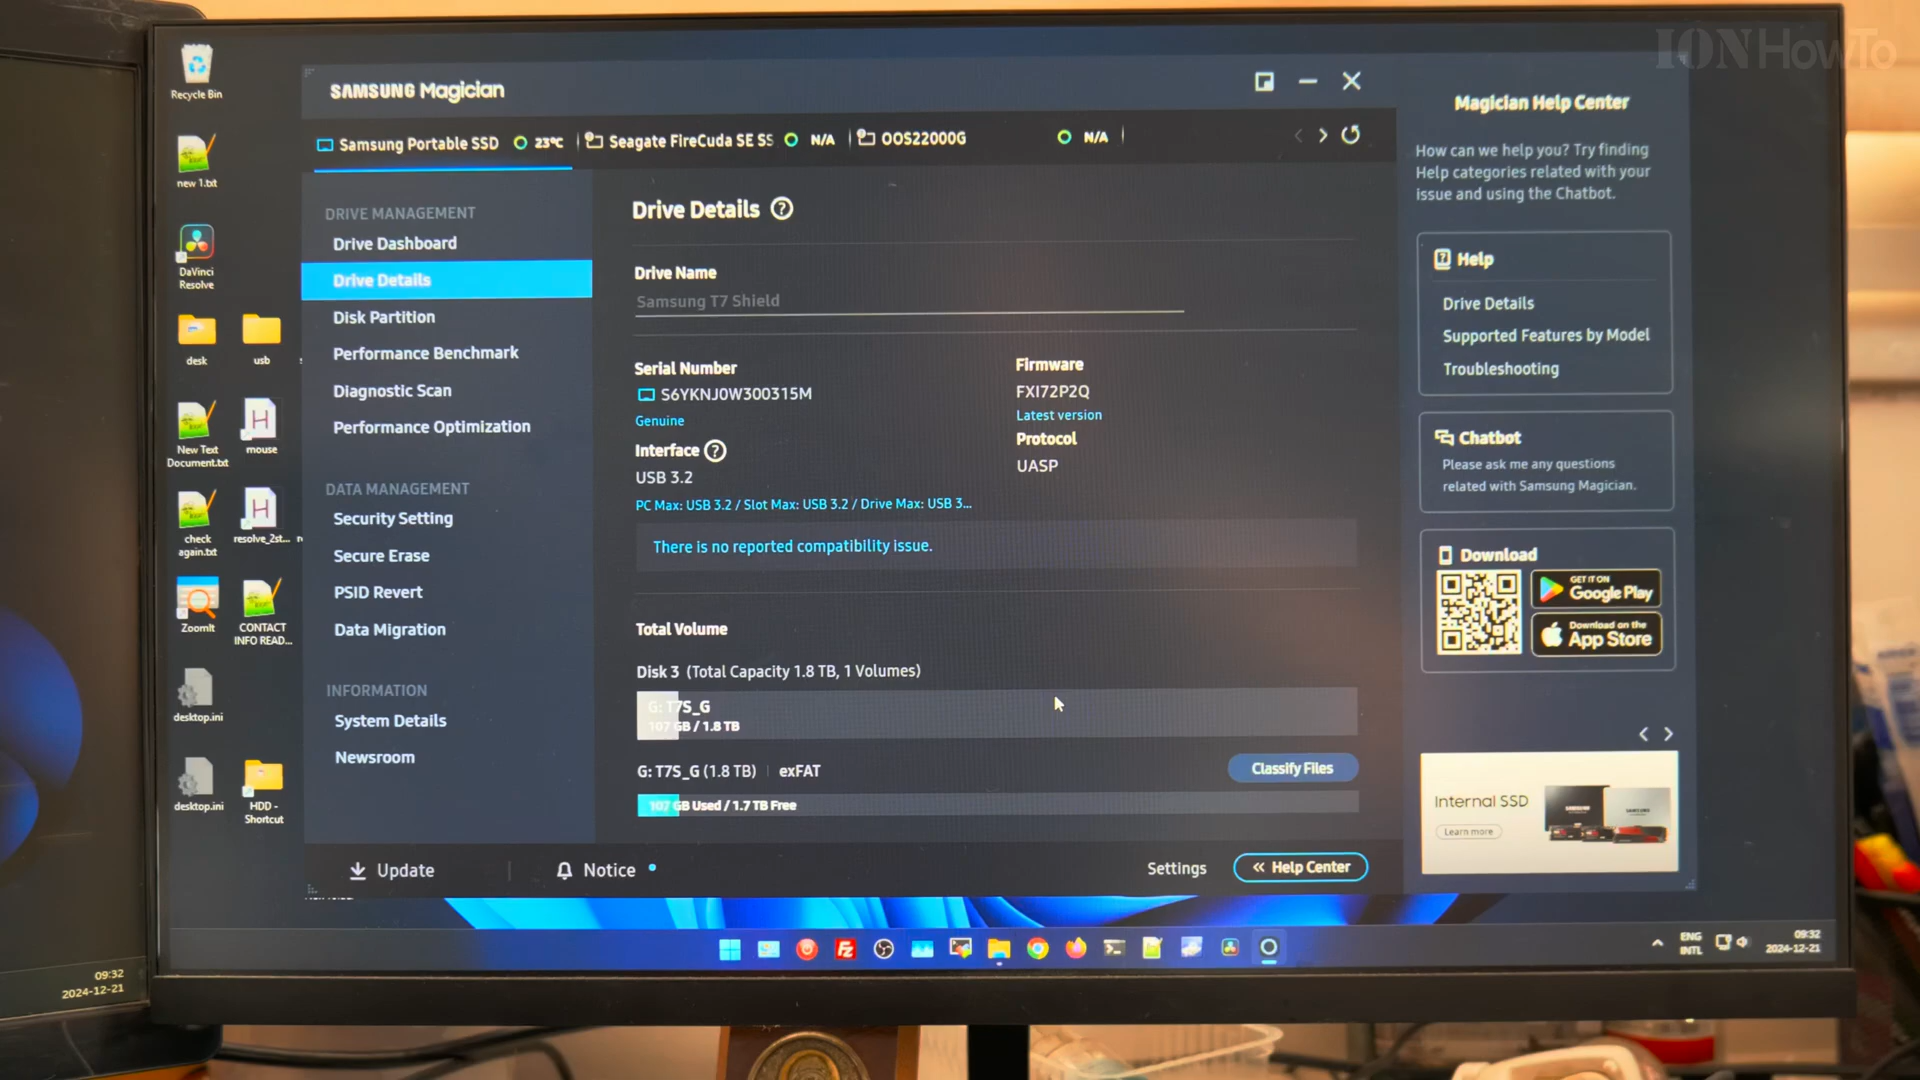 ION HowTo
Recycle Bin
new 1.txt
DaVinci
Resolve
desk
usb
New Text
Document.txt
mouse
check
again.txt
resolve_2st...
ZoomIt
CONTACT
INFO READ...
desktop.ini
desktop.ini
HDD -
Shortcut
SAMSUNG Magician
Samsung Portable SSD 23°C
Seagate FireCuda SE SS N/A
OOS22000G N/A
DRIVE MANAGEMENT
Drive Dashboard
Drive Details
Disk Partition
Performance Benchmark
Diagnostic Scan
Performance Optimization
DATA MANAGEMENT
Security Setting
Secure Erase
PSID Revert
Data Migration
INFORMATION
System Details
Newsroom
Drive Details
Drive Name
Samsung T7 Shield
Serial Number
S6YKNJ0W300315M
Genuine
Firmware
FXI72P2Q
Latest version
Interface
USB 3.2
Protocol
UASP
PC Max: USB 3.2 / Slot Max: USB 3.2 / Drive Max: USB 3...
There is no reported compatibility issue.
Total Volume
Disk 3 (Total Capacity 1.8 TB, 1 Volumes)
G: T7S_G
107 GB / 1.8 TB
G: T7S_G (1.8 TB) | exFAT
Classify Files
107 GB Used / 1.7 TB Free
Update
Notice
Settings
« Help Center
Magician Help Center
How can we help you? Try finding
Help categories related with your
issue and using the Chatbot.
Help
Drive Details
Supported Features by Model
Troubleshooting
Chatbot
Please ask me any questions
related with Samsung Magician.
Download
GET IT ON
Google Play
Download on the
App Store
Internal SSD
Learn more
ENG
INTL
09:32
2024-12-21
09:32
2024-12-21